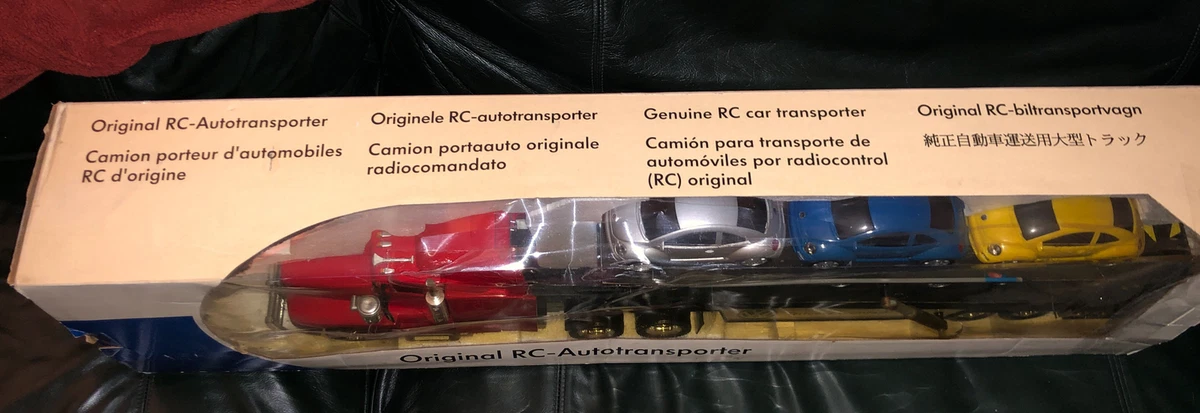 Original RC-Autotransporter
Camion porteur d'automobiles
RC d'origine
Originele RC-autotransporter
Camion portaauto originale
radiocomandato
Genuine RC car transporter
Camión para transporte de
automóviles por radiocontrol
(RC) original
Original RC-biltransportvagn
純正自動車運送用大型トラック
Original RC-Autotransporter